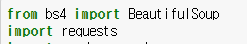 from bs4 import BeautifulSoup
import requests